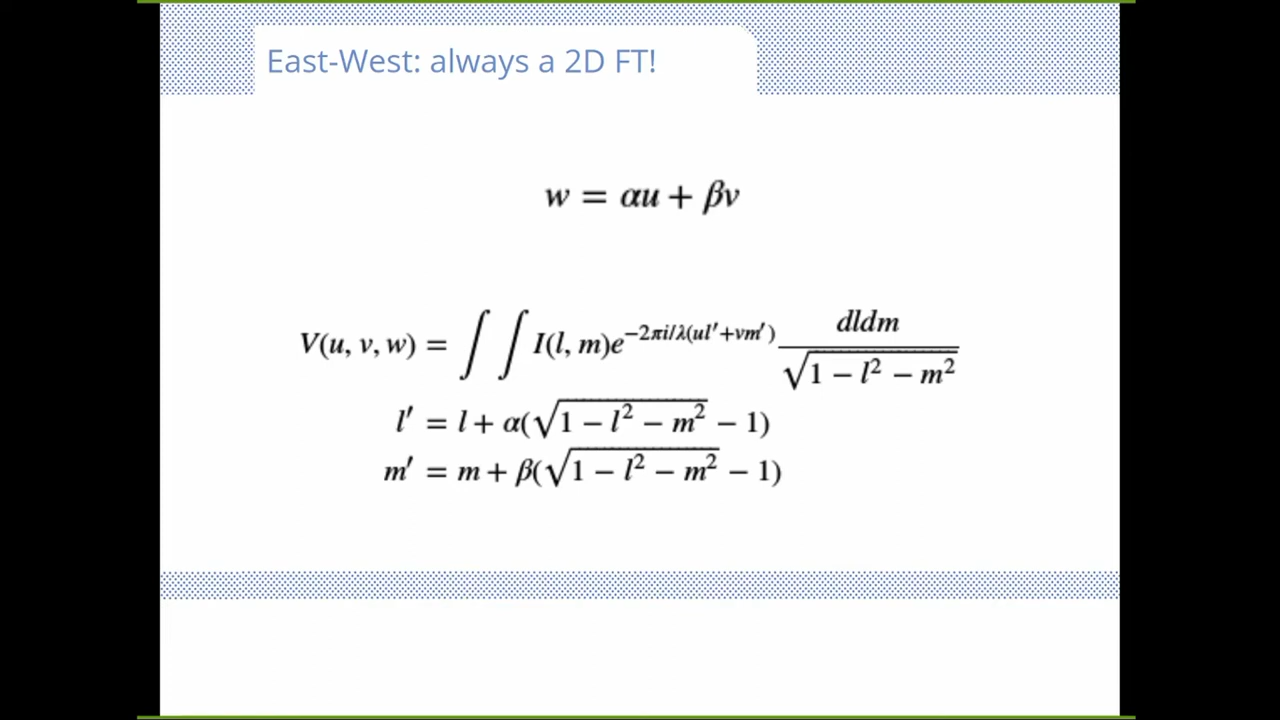 East-West: always a 2D FT!
w = αu + βv
V(u, v, w) = ∫ ∫ I(l, m)e^{−2πi/λ(ul′+vm′)} dldm / √(1 − l² − m²)
l′ = l + α(√(1 − l² − m²) − 1)
m′ = m + β(√(1 − l² − m²) − 1)